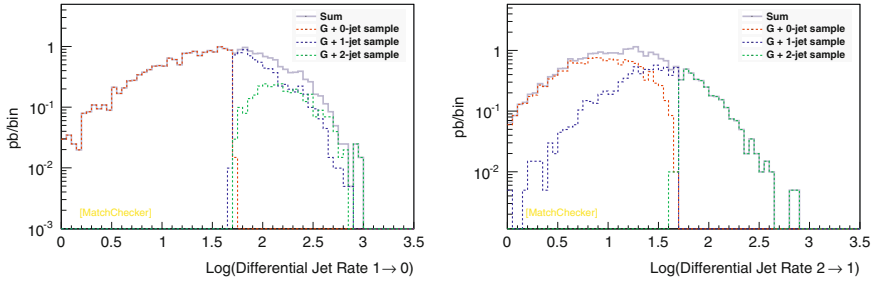 Sum
G + 0-jet sample
G + 1-jet sample
G + 2-jet sample
pb/bin
1
10-1
10-2
10-3
[MatchChecker]
0 0.5 1 1.5 2 2.5 3 3.5
Log(Differential Jet Rate 1→0)
Sum
G + 0-jet sample
G + 1-jet sample
G + 2-jet sample
pb/bin
1
10-1
10-2
[MatchChecker]
0 0.5 1 1.5 2 2.5 3 3.5
Log(Differential Jet Rate 2→1)